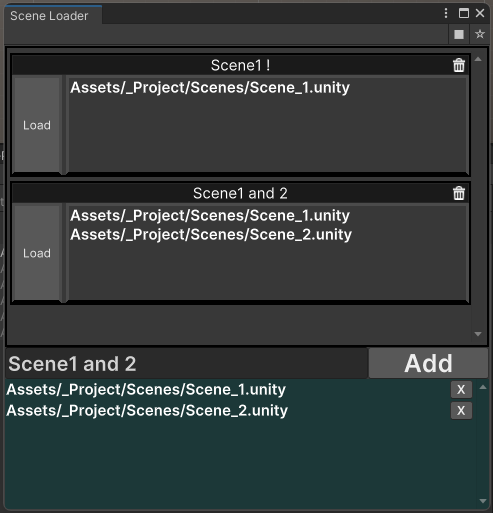 Scene Loader
Scene1 !
Load
Assets/_Project/Scenes/Scene_1.unity
Scene1 and 2
Load
Assets/_Project/Scenes/Scene_1.unity
Assets/_Project/Scenes/Scene_2.unity
Scene1 and 2
Add
Assets/_Project/Scenes/Scene_1.unity
X
Assets/_Project/Scenes/Scene_2.unity
X